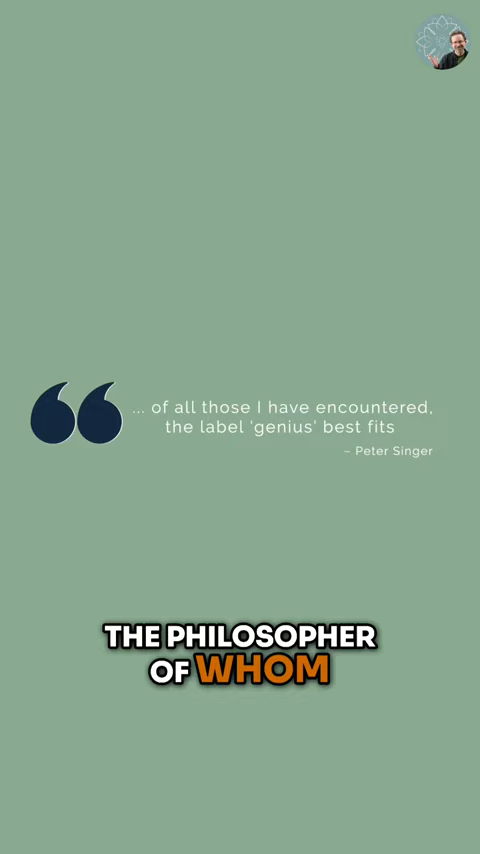 ... of all those I have encountered,
the label 'genius' best fits
– Peter Singer
THE PHILOSOPHER
OF WHOM